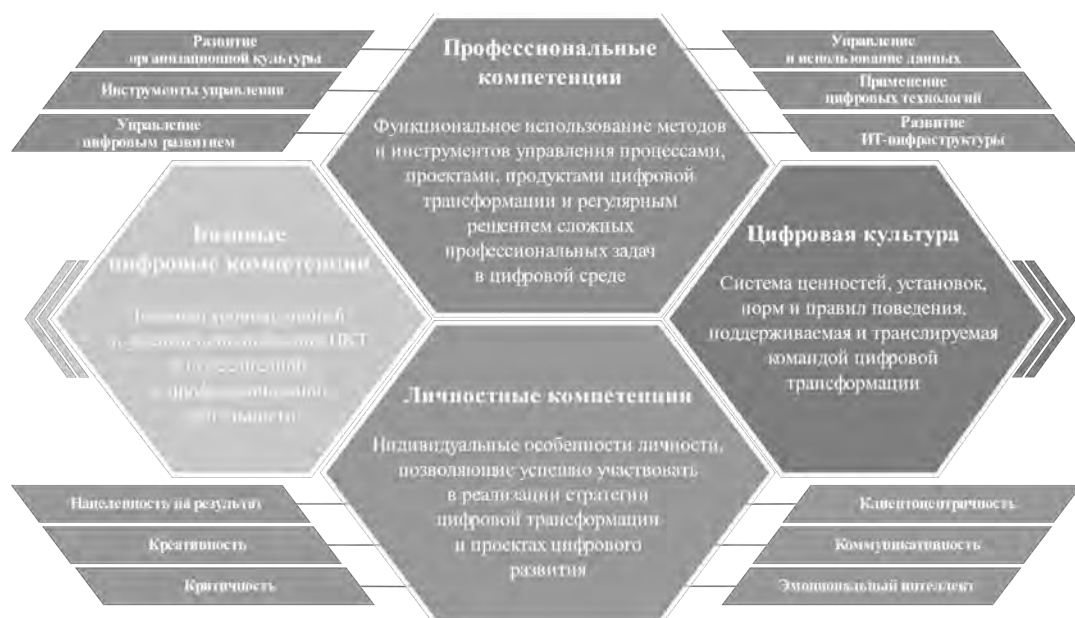 Развитие
организационной культуры
Инструменты управления
Управление
цифровым развитием
Профессиональные
компетенции
Функциональное использование методов
и инструментов управления процессами,
проектами, продуктами цифровой
трансформации и регулярным
решением сложных
профессиональных задач
в цифровой среде
Управление
и использование данных
Применение
цифровых технологий
Развитие
ИТ-инфраструктуры
Базовые
цифровые компетенции
ИКТ
Цифровая культура
Система ценностей, установок,
норм и правил поведения,
поддерживаемая и транслируемая
командой цифровой
трансформации
Личностные компетенции
Индивидуальные особенности личности,
позволяющие успешно участвовать
в реализации стратегии
цифровой трансформации
и проектах цифрового
развития
Нацеленность на результат
Креативность
Критичность
Клиентоцентричность
Коммуникативность
Эмоциональный интеллект